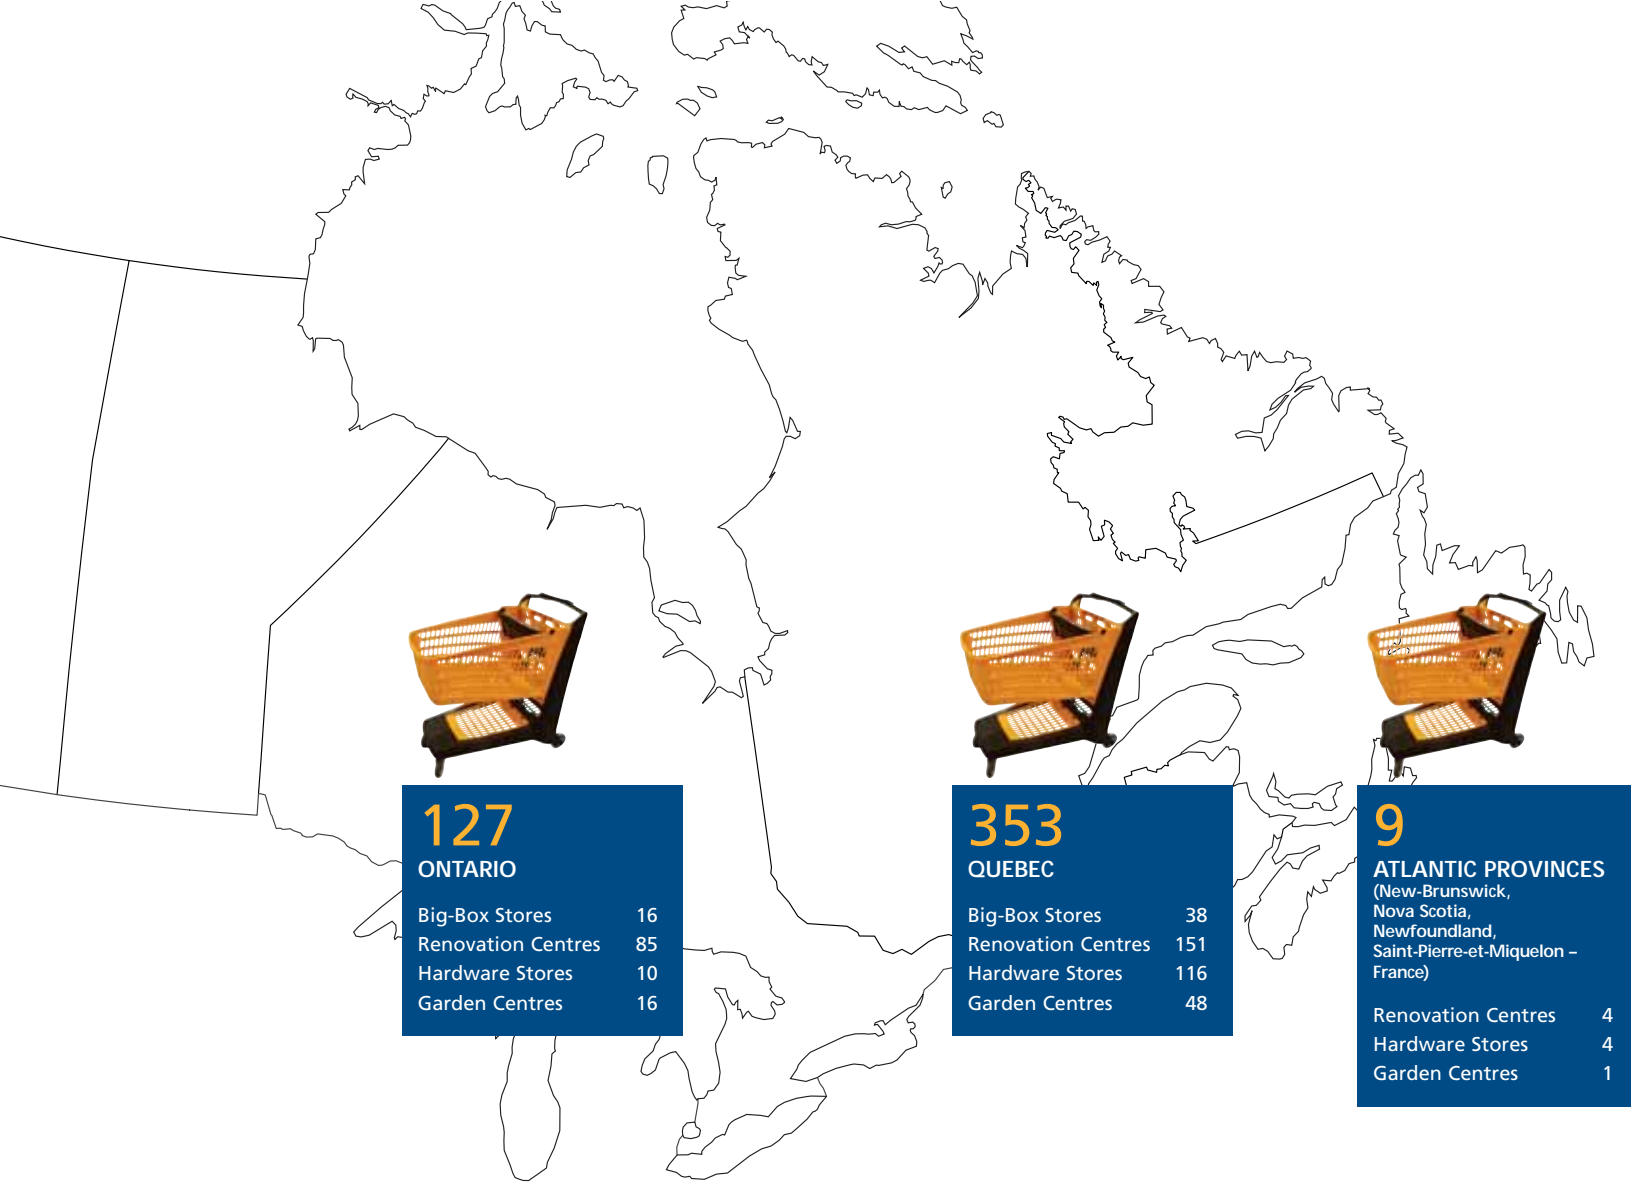 127
ONTARIO
Big-Box Stores 16
Renovation Centres 85
Hardware Stores 10
Garden Centres 16
353
QUEBEC
Big-Box Stores 38
Renovation Centres 151
Hardware Stores 116
Garden Centres 48
9
ATLANTIC PROVINCES
(New-Brunswick,
Nova Scotia,
Newfoundland,
Saint-Pierre-et-Miquelon –
France)
Renovation Centres 4
Hardware Stores 4
Garden Centres 1